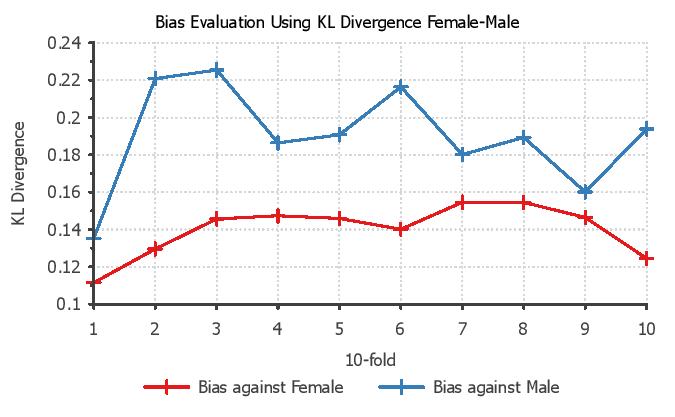 Bias Evaluation Using KL Divergence Female-Male
KL Divergence
0.24
0.22
0.2
0.18
0.16
0.14
0.12
0.1
1 2 3 4 5 6 7 8 9 10
10-fold
Bias against Female Bias against Male